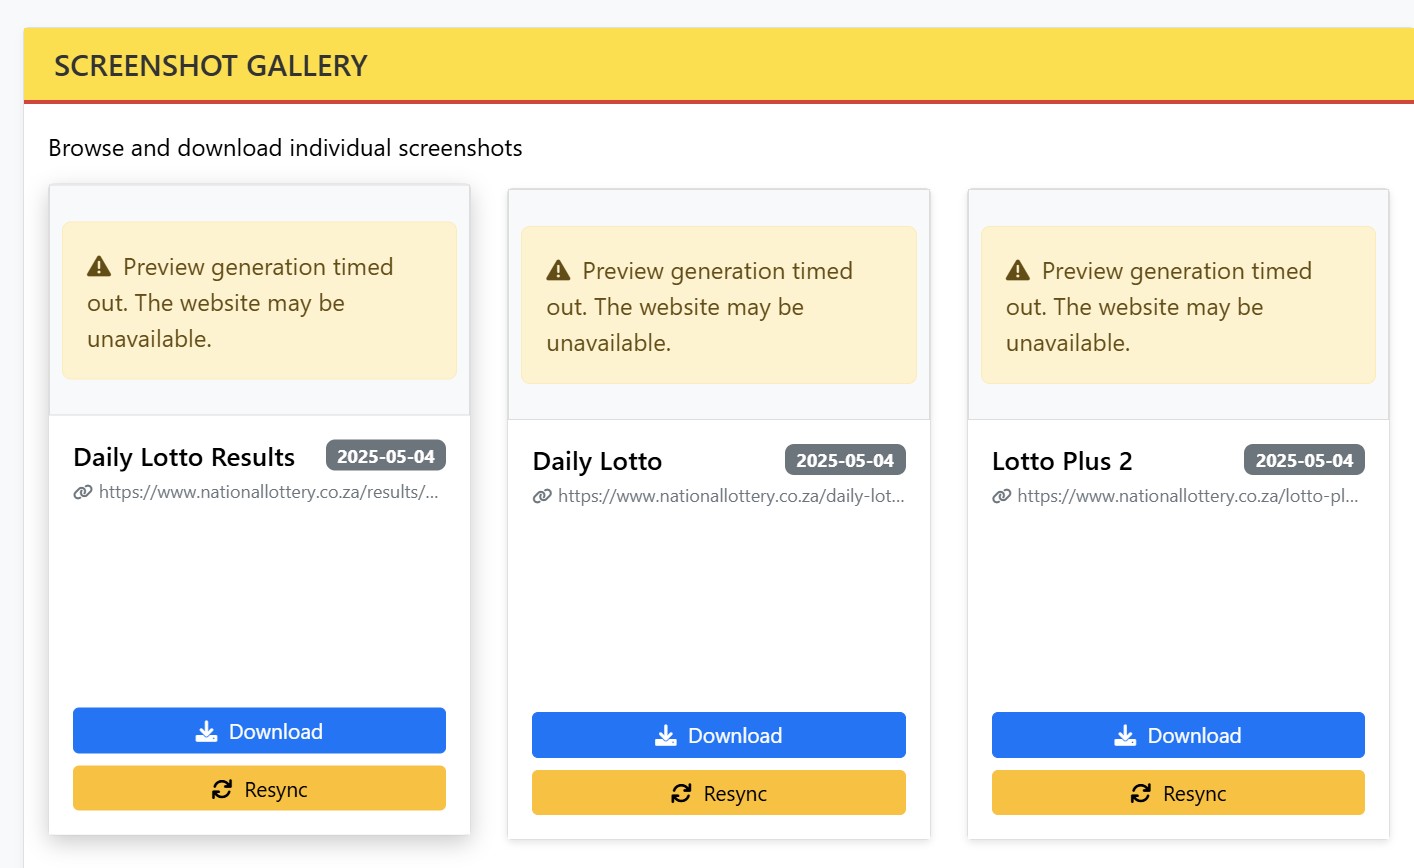 SCREENSHOT GALLERY
Browse and download individual screenshots
Preview generation timed
out. The website may be
unavailable.
Daily Lotto Results 2025-05-04
https://www.nationallottery.co.za/results/...
Download
Resync
Preview generation timed
out. The website may be
unavailable.
Daily Lotto 2025-05-04
https://www.nationallottery.co.za/daily-lot...
Download
Resync
Preview generation timed
out. The website may be
unavailable.
Lotto Plus 2 2025-05-04
https://www.nationallottery.co.za/lotto-pl...
Download
Resync